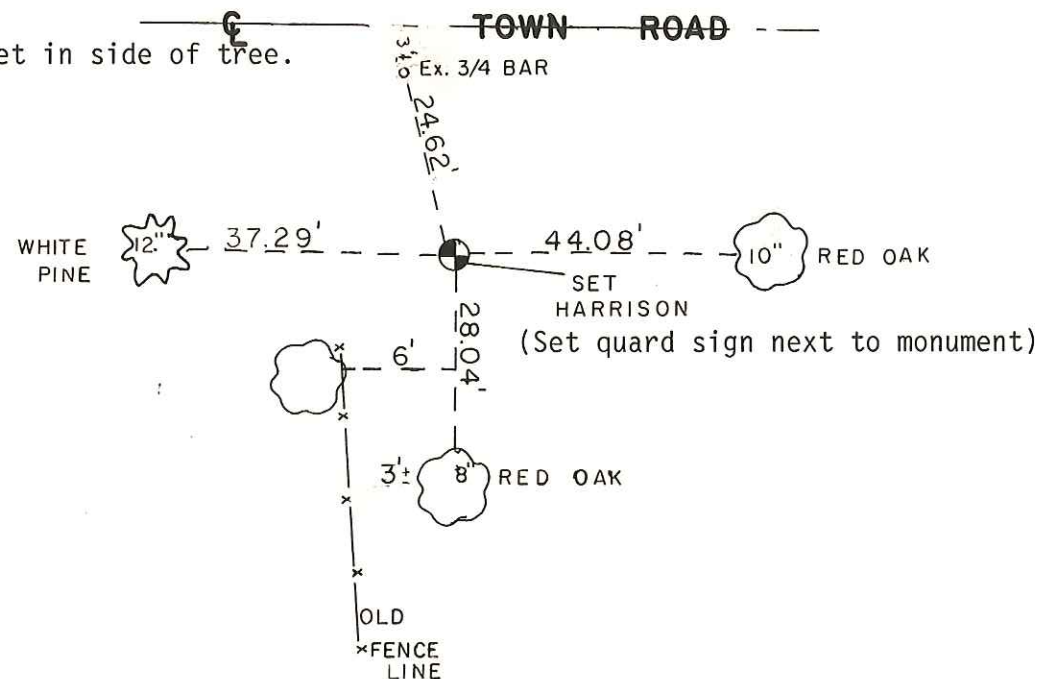 ℄ TOWN ROAD
et in side of tree.
3'±
Ex. 3/4 BAR
24.62'
WHITE
PINE
12"
37.29'
44.08'
10"
RED OAK
SET
HARRISON
(Set quard sign next to monument)
28.04'
6'
3'±
8"
RED OAK
OLD
FENCE
LINE